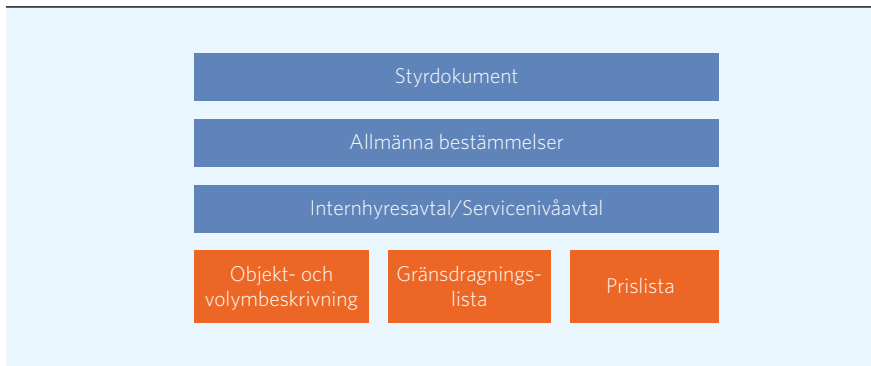 Styrdokument
Allmänna bestämmelser
Internhyresavtal/Servicenivåavtal
Objekt- och
volymbeskrivning
Gränsdragnings-
lista
Prislista